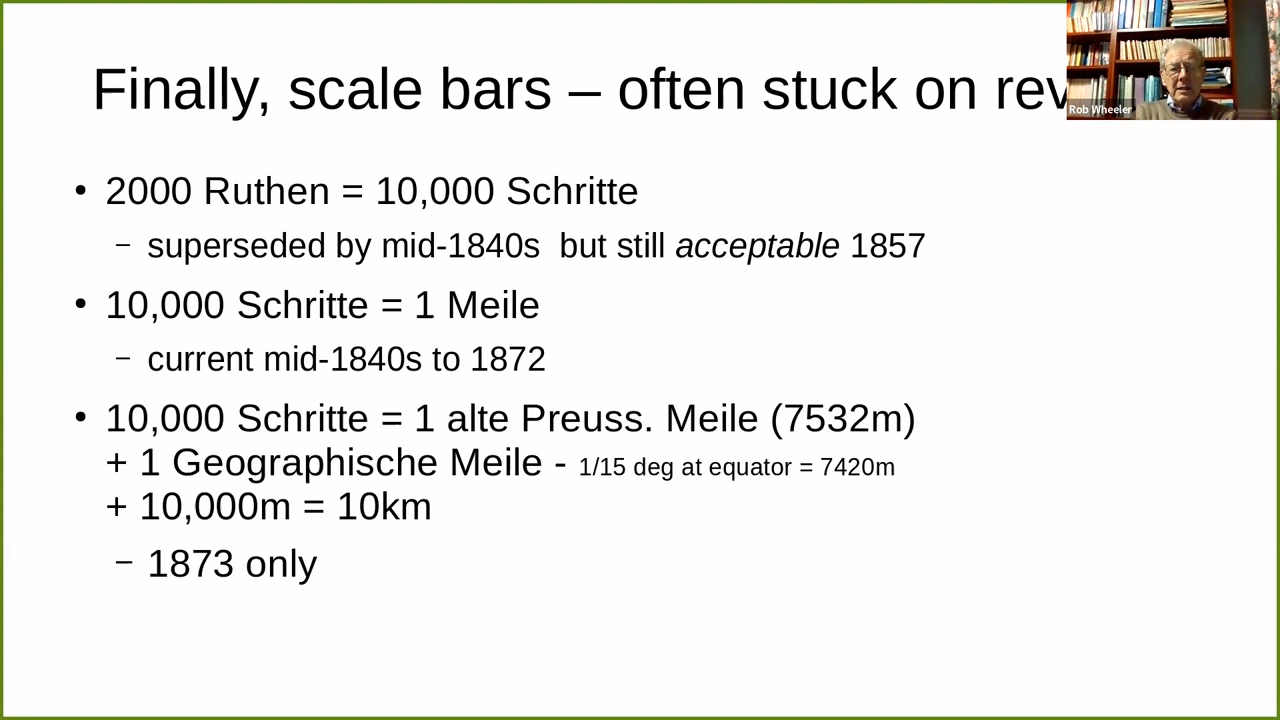 Finally, scale bars – often stuck on rev
Rob Wheeler
• 2000 Ruthen = 10,000 Schritte
– superseded by mid-1840s but still acceptable 1857
• 10,000 Schritte = 1 Meile
– current mid-1840s to 1872
• 10,000 Schritte = 1 alte Preuss. Meile (7532m)
+ 1 Geographische Meile - 1/15 deg at equator = 7420m
+ 10,000m = 10km
– 1873 only